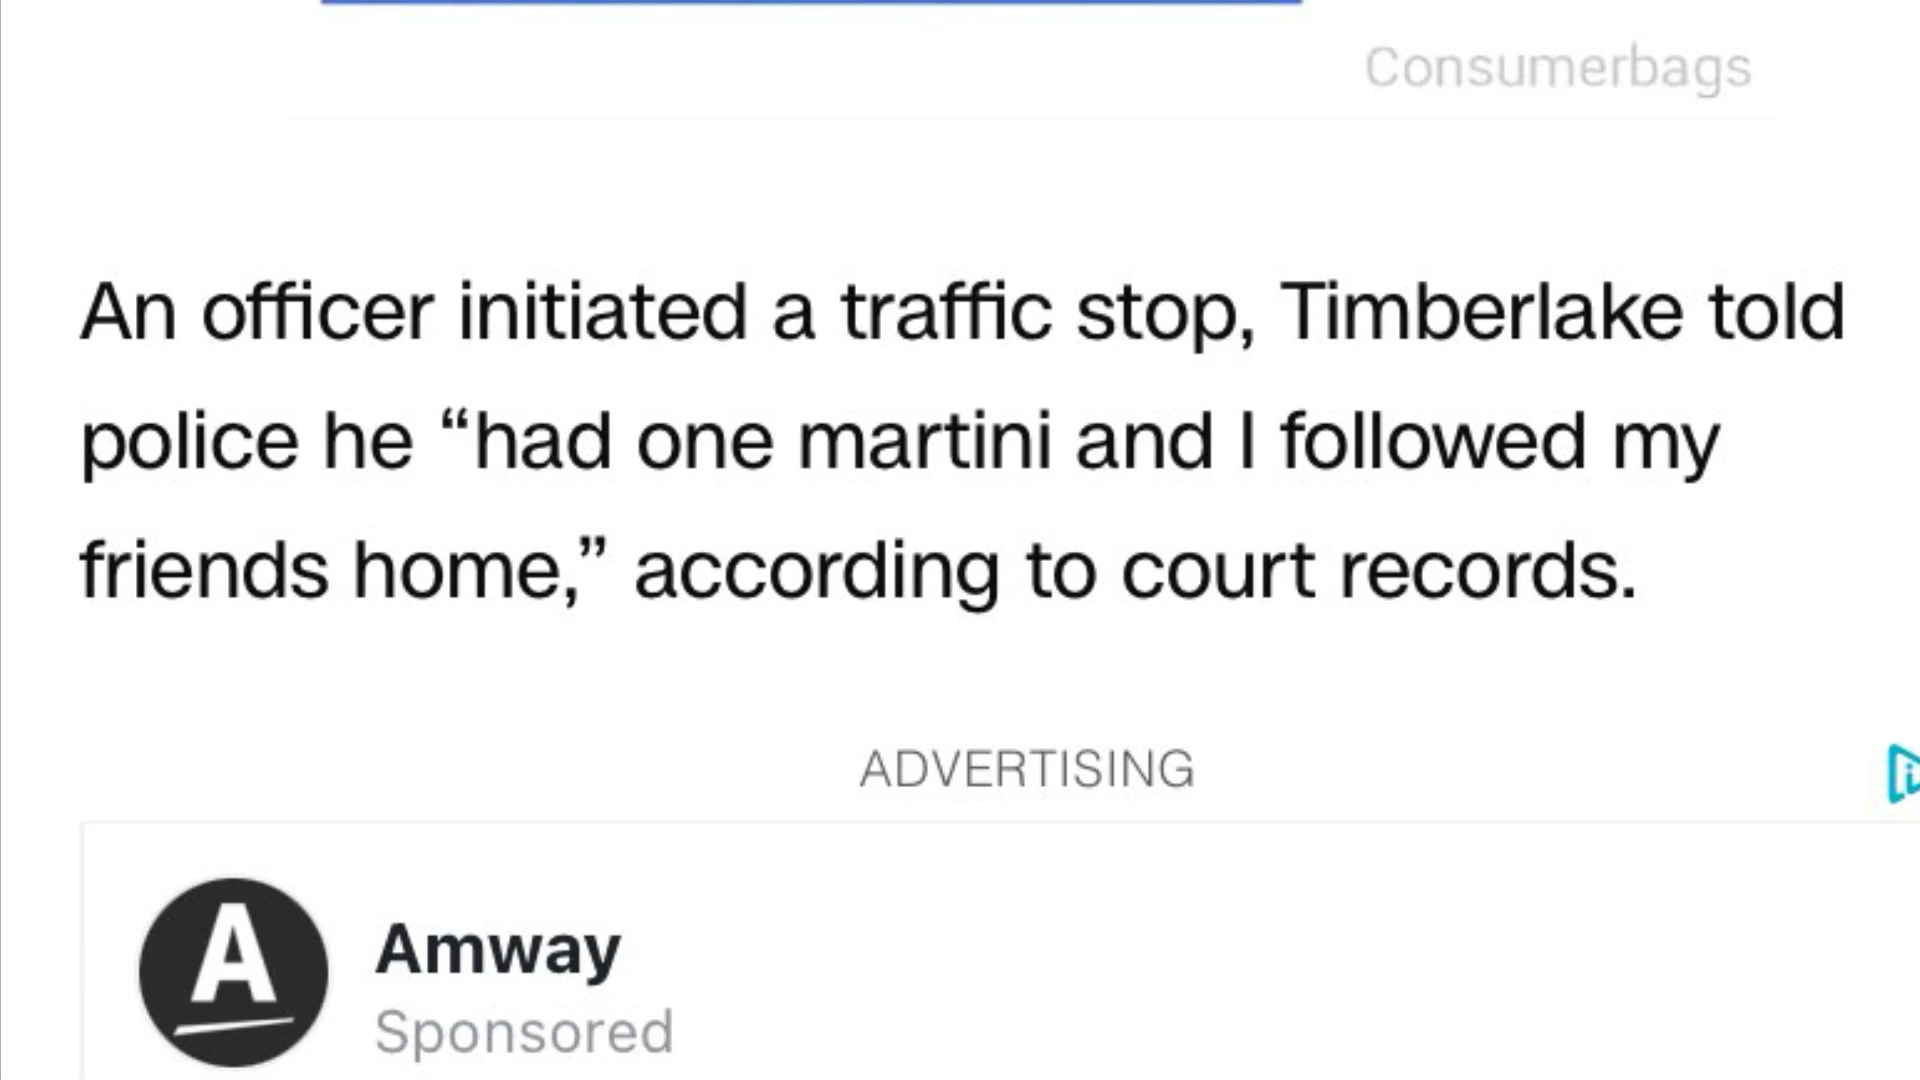 Consumerbags
An officer initiated a traffic stop, Timberlake told
police he “had one martini and I followed my
friends home,” according to court records.
ADVERTISING
A
Amway
Sponsored